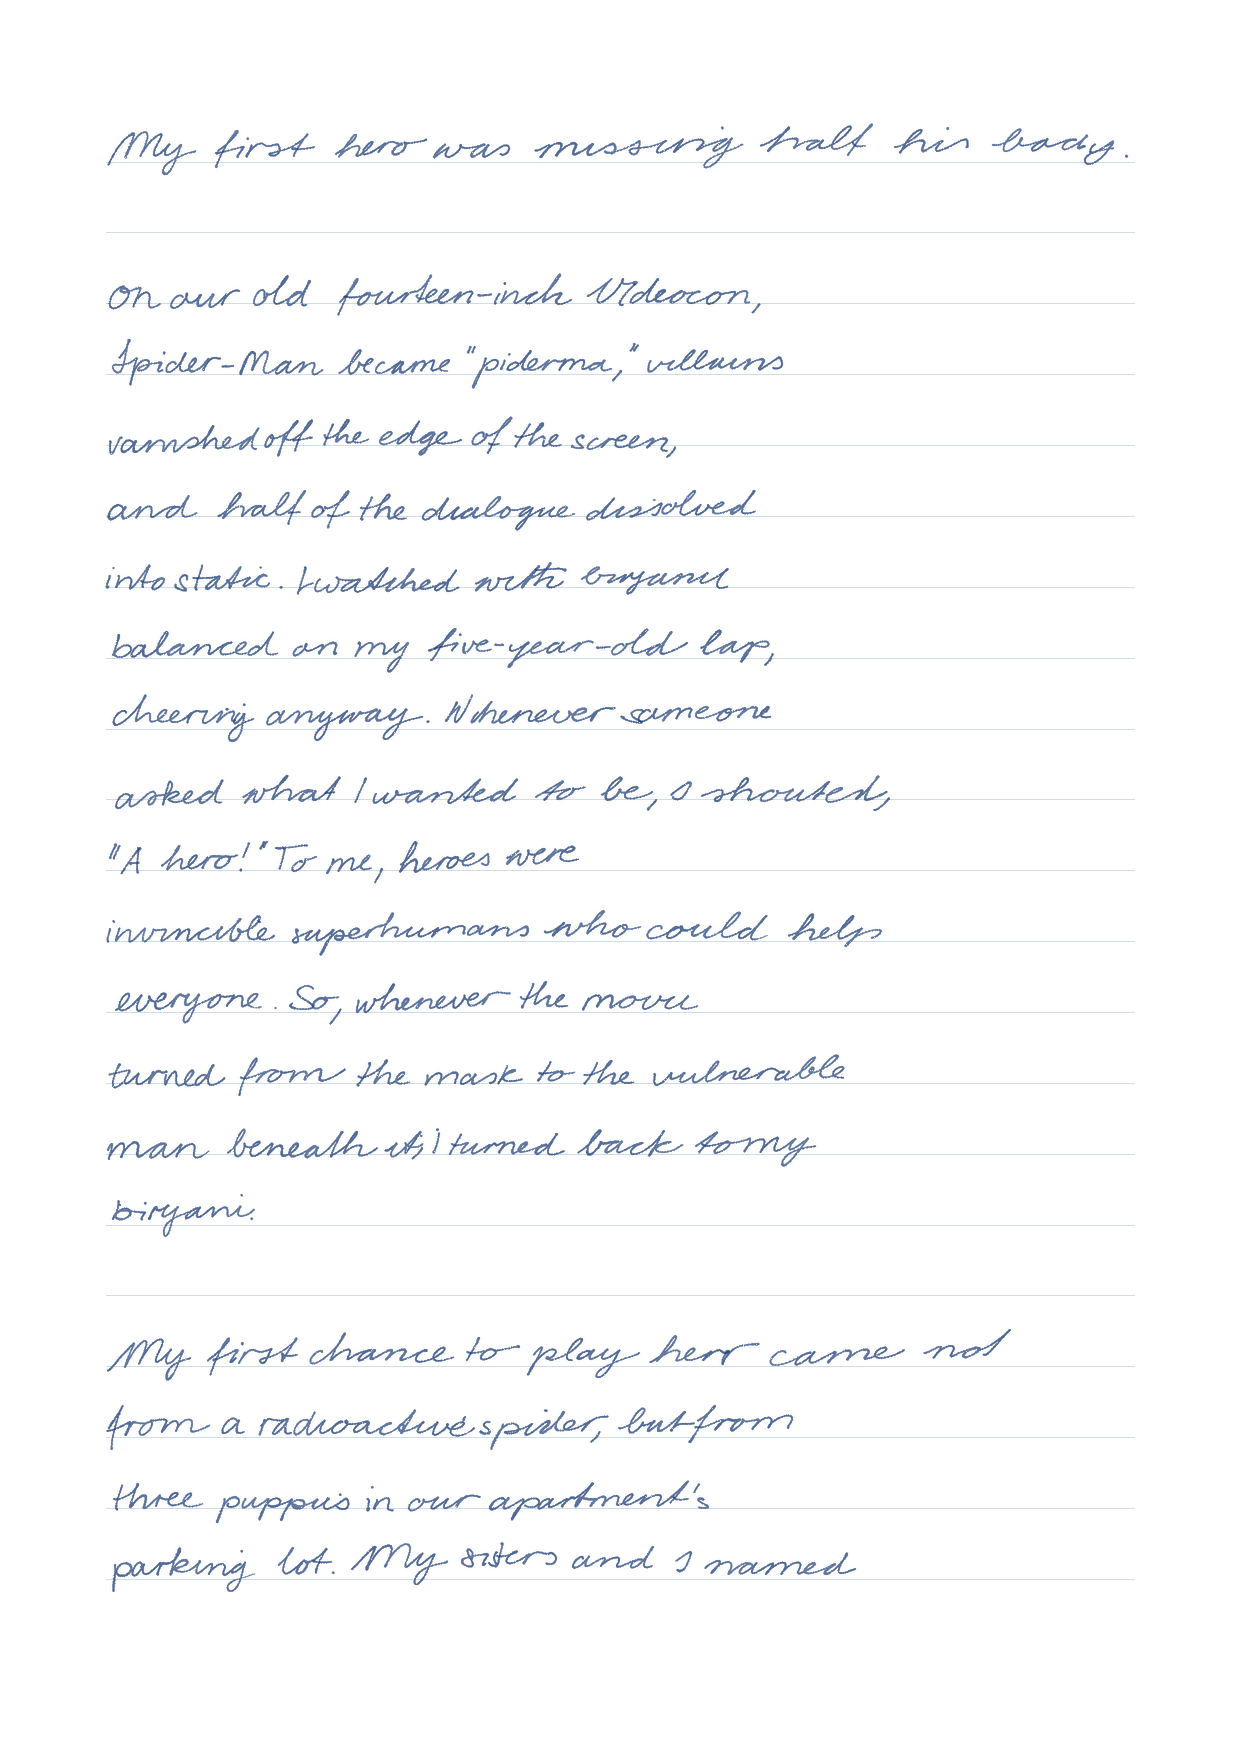 My first hero was missing half his body.
On our old fourteen-inch Videocon,
Spider-Man became "piderma," villains
vanished off the edge of the screen,
and half of the dialogue dissolved
into static. I watched with biryani
balanced on my five-year-old lap,
cheering anyway. Whenever someone
asked what I wanted to be, I shouted,
"A hero!" To me, heroes were
invincible superhumans who could help
everyone. So, whenever the movie
turned from the mask to the vulnerable
man beneath it, I turned back to my
biryani.
My first chance to play hero came not
from a radioactive spider, but from
three puppies in our apartment's
parking lot. My sisters and I named